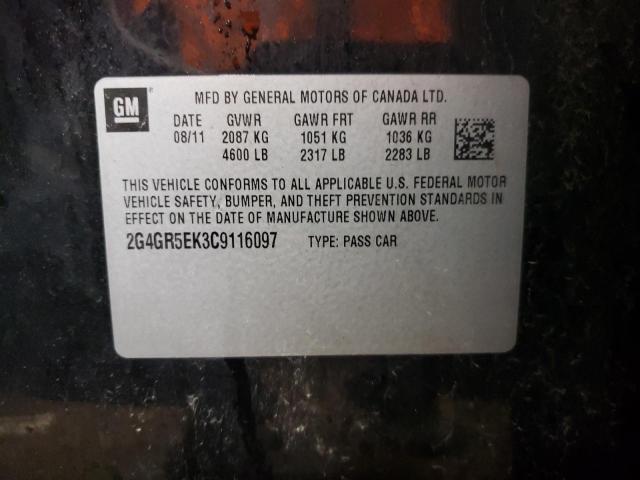 GM
MFD BY GENERAL MOTORS OF CANADA LTD.
DATE GVWR GAWR FRT GAWR RR
08/11 2087 KG 1051 KG 1036 KG
4600 LB 2317 LB 2283 LB
THIS VEHICLE CONFORMS TO ALL APPLICABLE U.S. FEDERAL MOTOR
VEHICLE SAFETY, BUMPER, AND THEFT PREVENTION STANDARDS IN
EFFECT ON THE DATE OF MANUFACTURE SHOWN ABOVE.
2G4GR5EK3C9116097 TYPE: PASS CAR